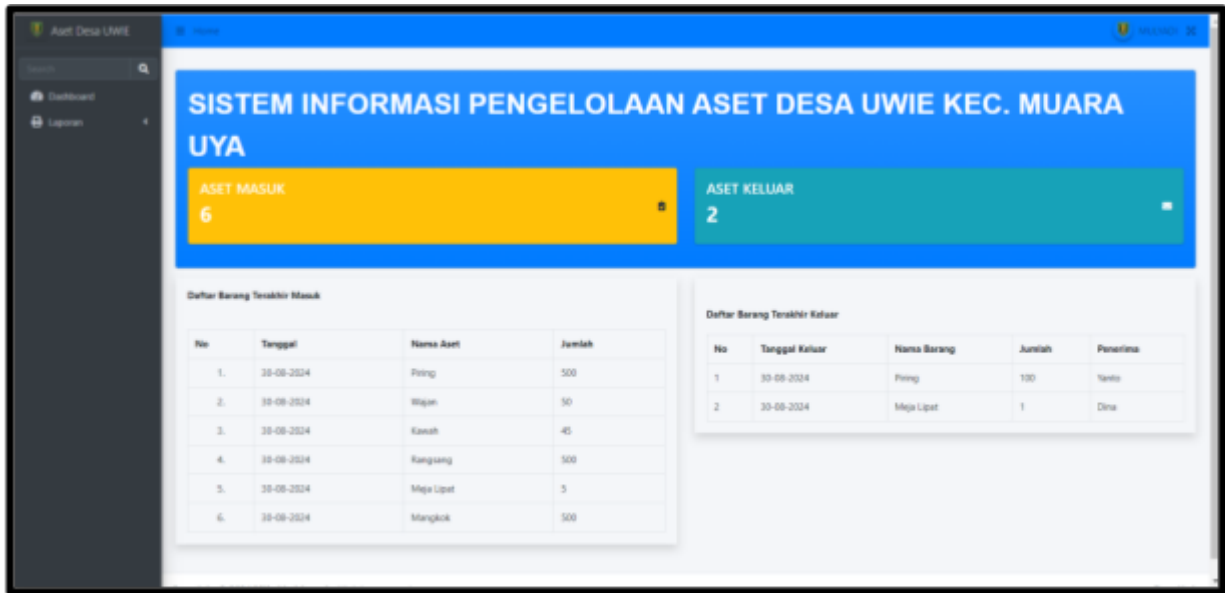 Aset Desa UWIE
Home
Search
Dashboard
Laporan
SISTEM INFORMASI PENGELOLAAN ASET DESA UWIE KEC. MUARA
UYA
ASET MASUK
6
ASET KELUAR
2
Daftar Barang Terakhir Masuk
No Tanggal Nama Aset Jumlah
1. 30-08-2024 Piring 500
2. 30-08-2024 Wajan 50
3. 30-08-2024 Kawah 45
4. 30-08-2024 Rangsang 500
5. 30-08-2024 Meja Lipat 5
6. 30-08-2024 Mangkok 500
Daftar Barang Terakhir Keluar
No Tanggal Keluar Nama Barang Jumlah Penerima
1 30-08-2024 Piring 100 Yanto
2 30-08-2024 Meja Lipat 1 Dina